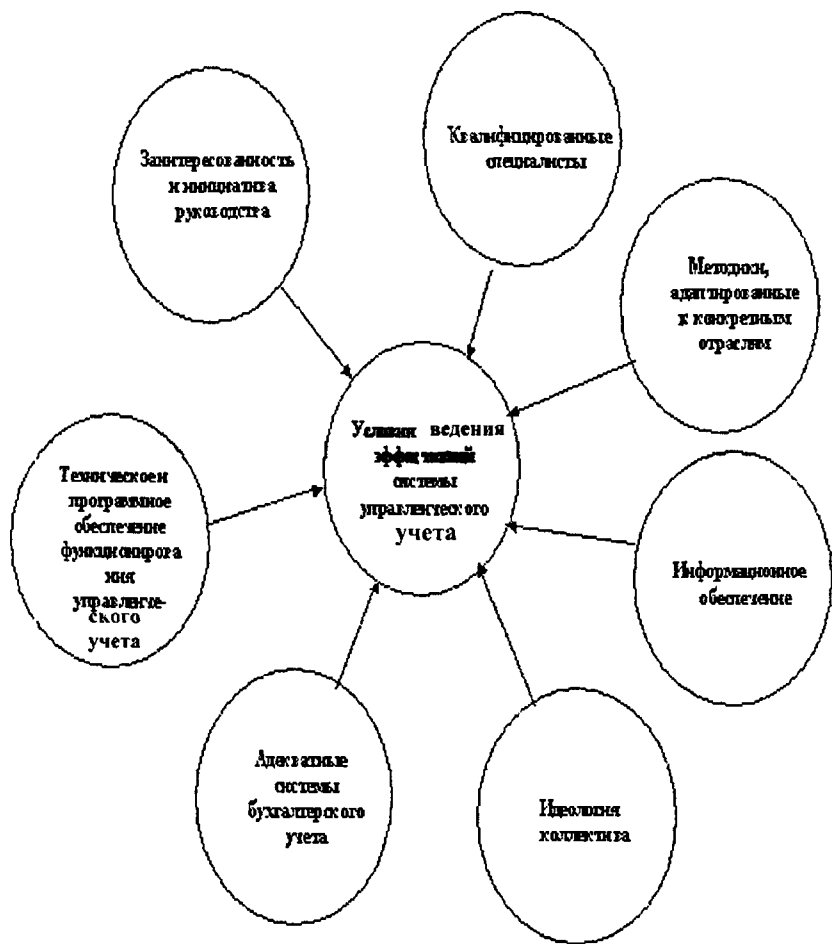 Заинтересованность
и инициатива
руководства
Квалифицированные
специалисты
Методики,
адаптированные
к конкретным
отраслям
Условия ведения
эффективной
системы
управленческого
учета
Техническое и
программное
обеспечение
функционирова
ния
управленче-
ского
учета
Информационное
обеспечение
Адекватные
системы
бухгалтерского
учета
Идеология
коллектива